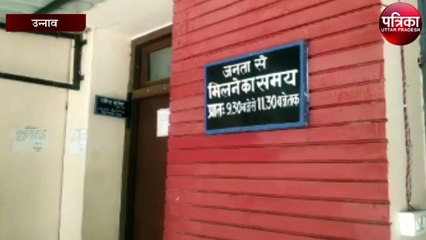 उन्नाव
पत्रिका
UTTAR PRADESH
जनता से
मिलने का समय
प्रातः 9.30 बजे से 11.30 बजे तक